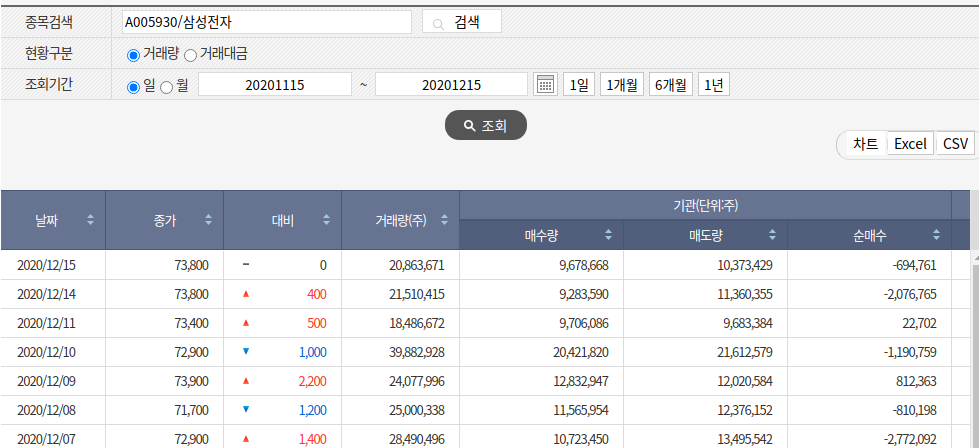 종목검색 A005930/삼성전자 검색
현황구분 거래량 거래대금
조회기간 일 월 20201115 ~ 20201215 1일 1개월 6개월 1년
조회
차트 Excel CSV
날짜 종가 대비 거래량(주) 기관(단위:주)
매수량 매도량 순매수
2020/12/15 73,800 - 0 20,863,671 9,678,668 10,373,429 -694,761
2020/12/14 73,800 ▲ 400 21,510,415 9,283,590 11,360,355 -2,076,765
2020/12/11 73,400 ▲ 500 18,486,672 9,706,086 9,683,384 22,702
2020/12/10 72,900 ▼ 1,000 39,882,928 20,421,820 21,612,579 -1,190,759
2020/12/09 73,900 ▲ 2,200 24,077,996 12,832,947 12,020,584 812,363
2020/12/08 71,700 ▼ 1,200 25,000,338 11,565,954 12,376,152 -810,198
2020/12/07 72,900 ▲ 1,400 28,490,496 10,723,450 13,495,542 -2,772,092